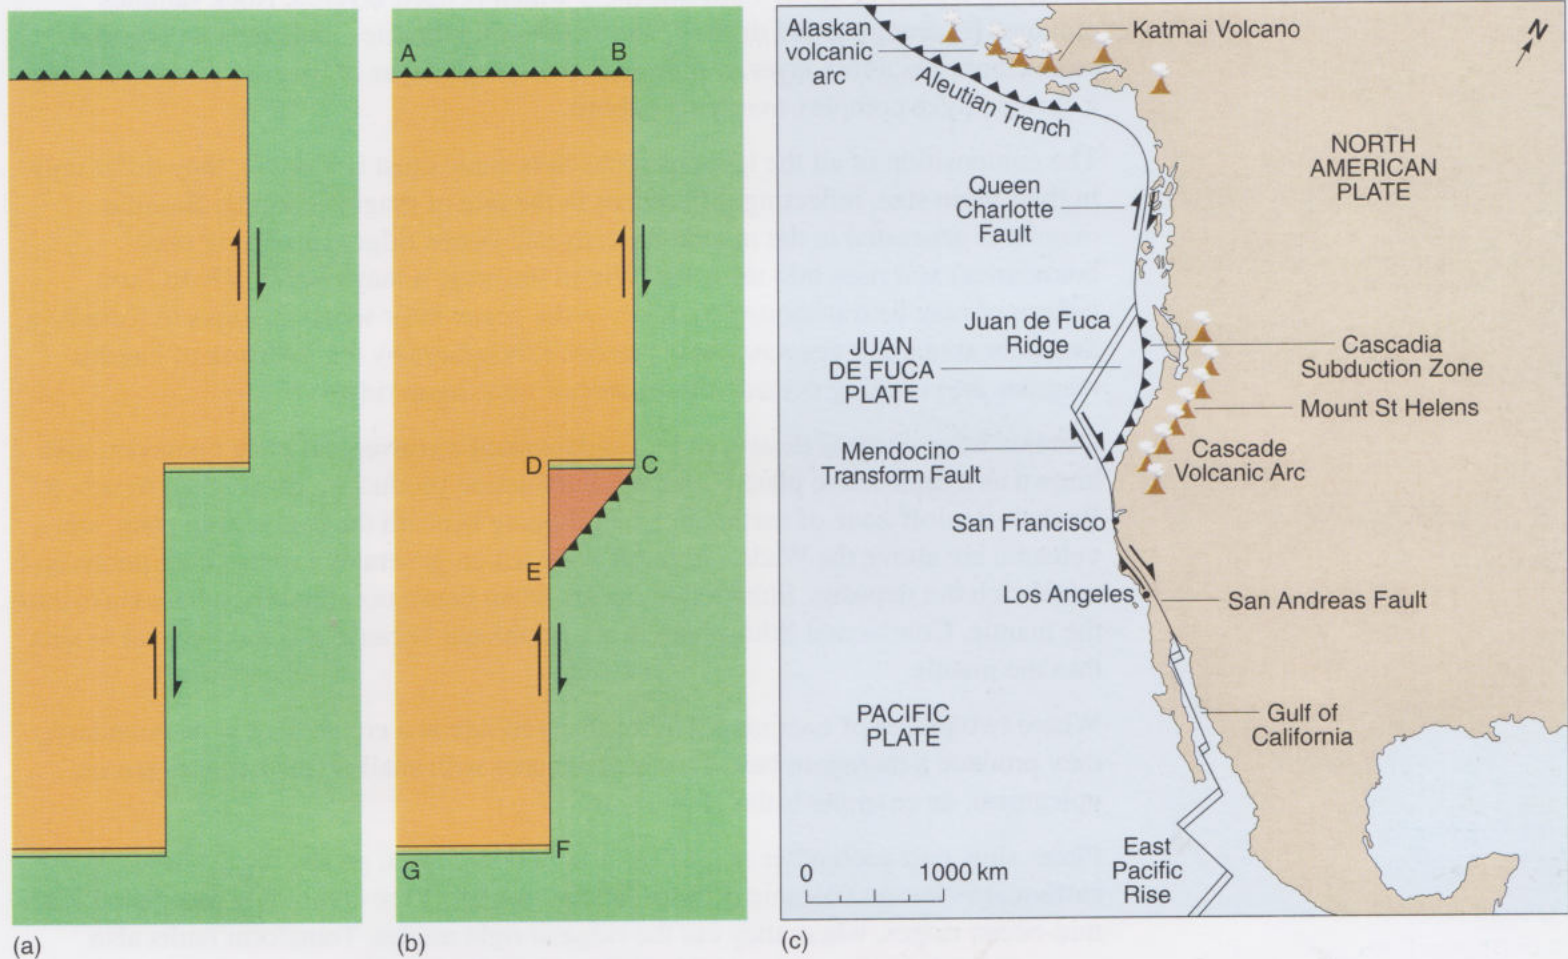 A
B
D
C
E
F
G
(a)
(b)
Alaskan
volcanic
arc
Katmai Volcano
Aleutian Trench
N
NORTH
AMERICAN
PLATE
Queen
Charlotte
Fault
Juan de Fuca
Ridge
JUAN
DE FUCA
PLATE
Cascadia
Subduction Zone
Mount St Helens
Mendocino
Transform Fault
Cascade
Volcanic Arc
San Francisco
Los Angeles
San Andreas Fault
PACIFIC
PLATE
Gulf of
California
East
Pacific
Rise
0 1000 km
(c)